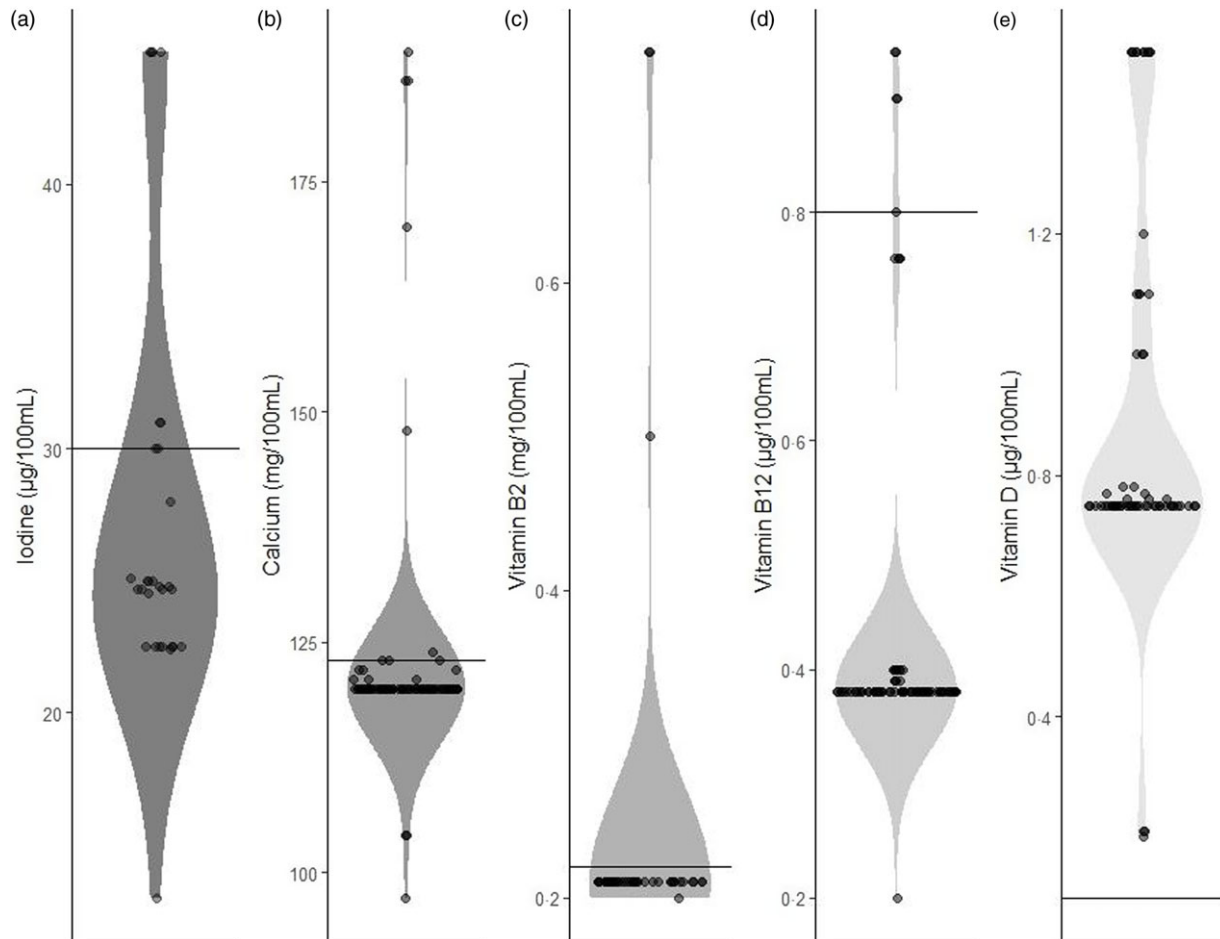 (a)
(b)
(c)
(d)
(e)
Iodine (µg/100mL)
40
30
20
Calcium (mg/100mL)
175
150
125
100
Vitamin B2 (mg/100mL)
0·6
0·4
0·2
Vitamin B12 (µg/100mL)
0·8
0·6
0·4
0·2
Vitamin D (µg/100mL)
1·2
0·8
0·4